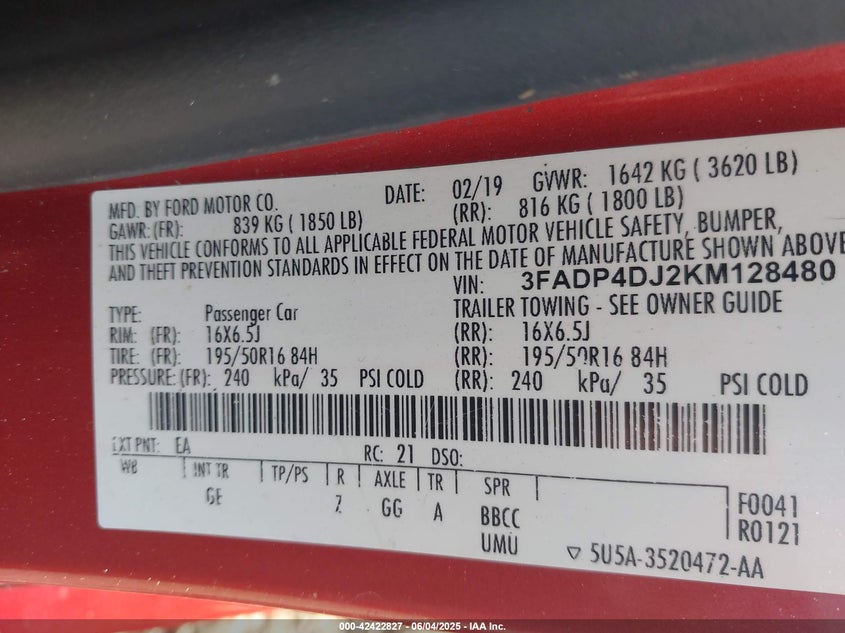 MFD. BY FORD MOTOR CO. DATE: 02/19 GVWR: 1642 KG ( 3620 LB)
GAWR: (FR): 839 KG ( 1850 LB) (RR): 816 KG ( 1800 LB)
THIS VEHICLE CONFORMS TO ALL APPLICABLE FEDERAL MOTOR VEHICLE SAFETY, BUMPER,
AND THEFT PREVENTION STANDARDS IN EFFECT ON THE DATE OF MANUFACTURE SHOWN ABOVE
VIN: 3FADP4DJ2KM128480
TYPE: Passenger Car TRAILER TOWING - SEE OWNER GUIDE
RIM: (FR): 16X6.5J (RR): 16X6.5J
TIRE: (FR): 195/50R16 84H (RR): 195/50R16 84H
PRESSURE: (FR): 240 kPa/ 35 PSI COLD (RR): 240 kPa/ 35 PSI COLD
EXT PNT: EA RC: 21 DSO:
WB INT TR TP/PS R AXLE TR SPR
GE Z GG A BBCC F0041
UMU R0121
5U5A-3520472-AA
000-42422827 - 06/04/2025 - IAA Inc.